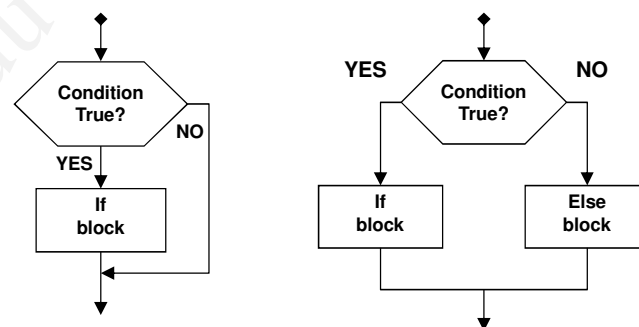 Condition
True?
NO
YES
If
block
YES
NO
Condition
True?
If
block
Else
block